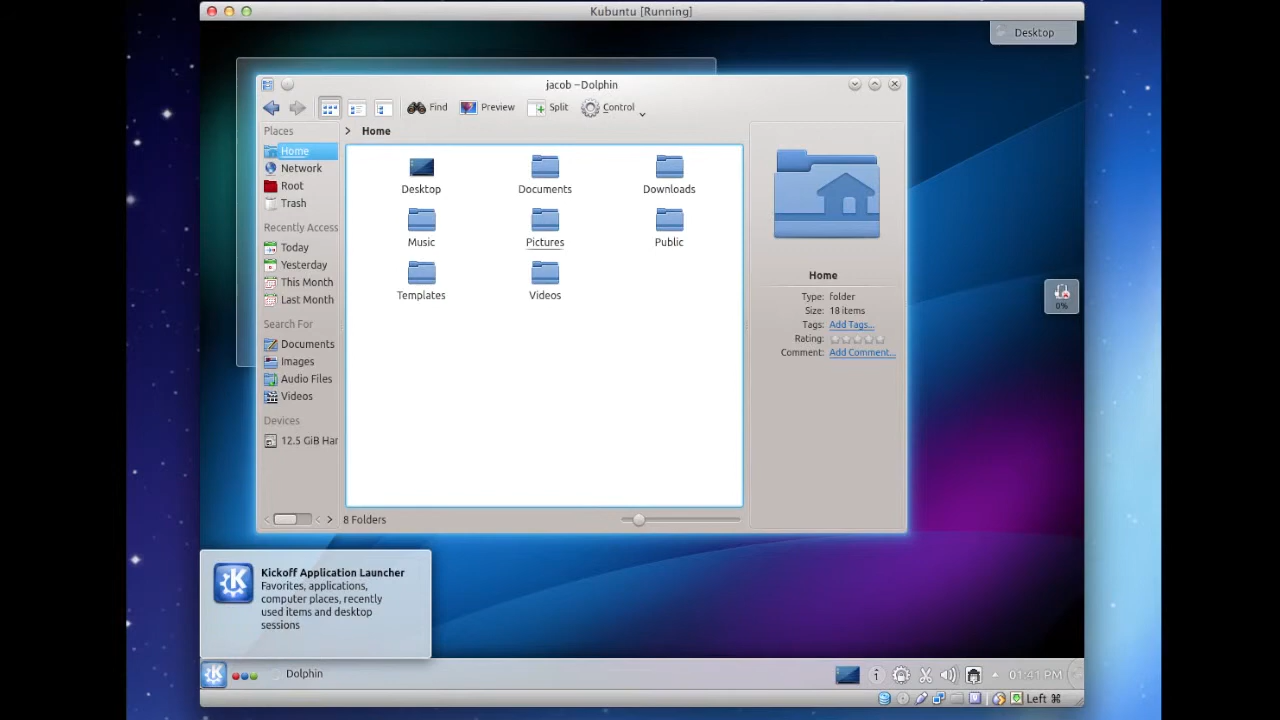 Kubuntu [Running]
Desktop
jacob – Dolphin
Find Preview Split Control
Places
Home
Network
Root
Trash
Recently Access
Today
Yesterday
This Month
Last Month
Search For
Documents
Images
Audio Files
Videos
Devices
12.5 GiB Har
> Home
Desktop Documents Downloads
Music Pictures Public
Templates Videos
8 Folders
Home
Type: folder
Size: 18 items
Tags: Add Tags...
Rating:
Comment: Add Comment...
0%
Kickoff Application Launcher
Favorites, applications,
computer places, recently
used items and desktop
sessions
Dolphin
01:41 PM
Left ⌘